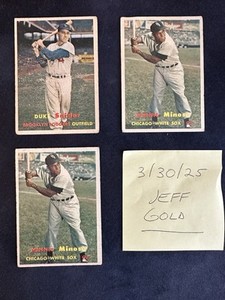 DUKE Snider
BROOKLYN DODGERS OUTFIELD
Minnie Minoso
CHICAGO WHITE SOX
Minnie Minoso
CHICAGO WHITE SOX
3/30/25
JEFF
GOLD